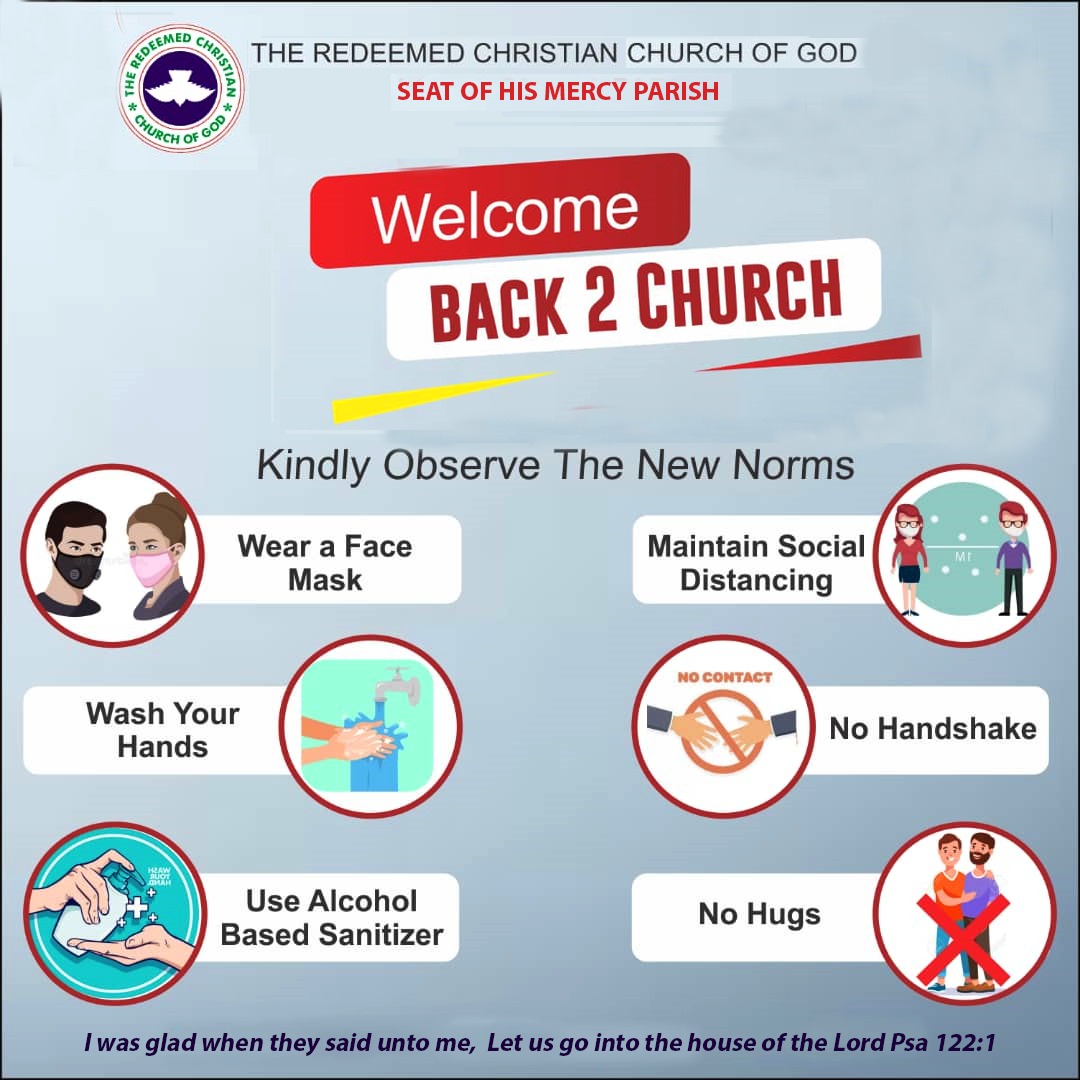 THE REDEEMED CHRISTIAN
CHURCH OF GOD
THE REDEEMED CHRISTIAN CHURCH OF GOD
SEAT OF HIS MERCY PARISH
Welcome
BACK 2 CHURCH
Kindly Observe The New Norms
Wear a Face
Mask
Maintain Social
Distancing
Mt
Wash Your
Hands
NO CONTACT
No Handshake
WASH
YOUR
HAND
Use Alcohol
Based Sanitizer
No Hugs
I was glad when they said unto me, Let us go into the house of the Lord Psa 122:1